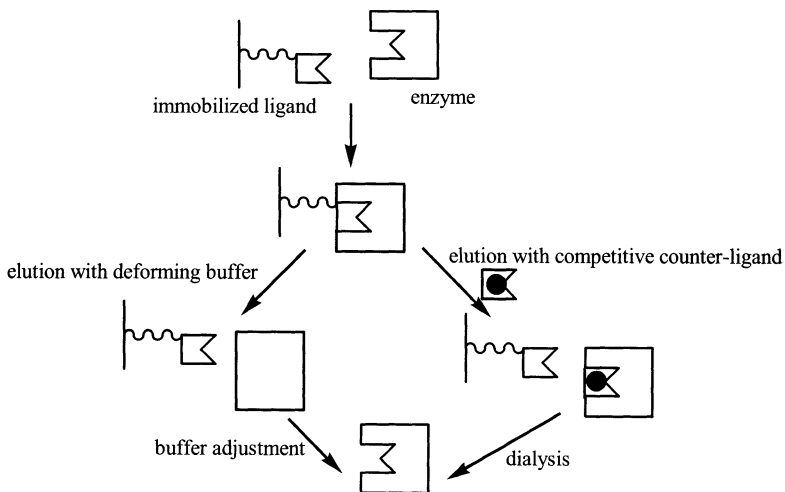 immobilized ligand
enzyme
elution with deforming buffer
elution with competitive counter-ligand
buffer adjustment
dialysis